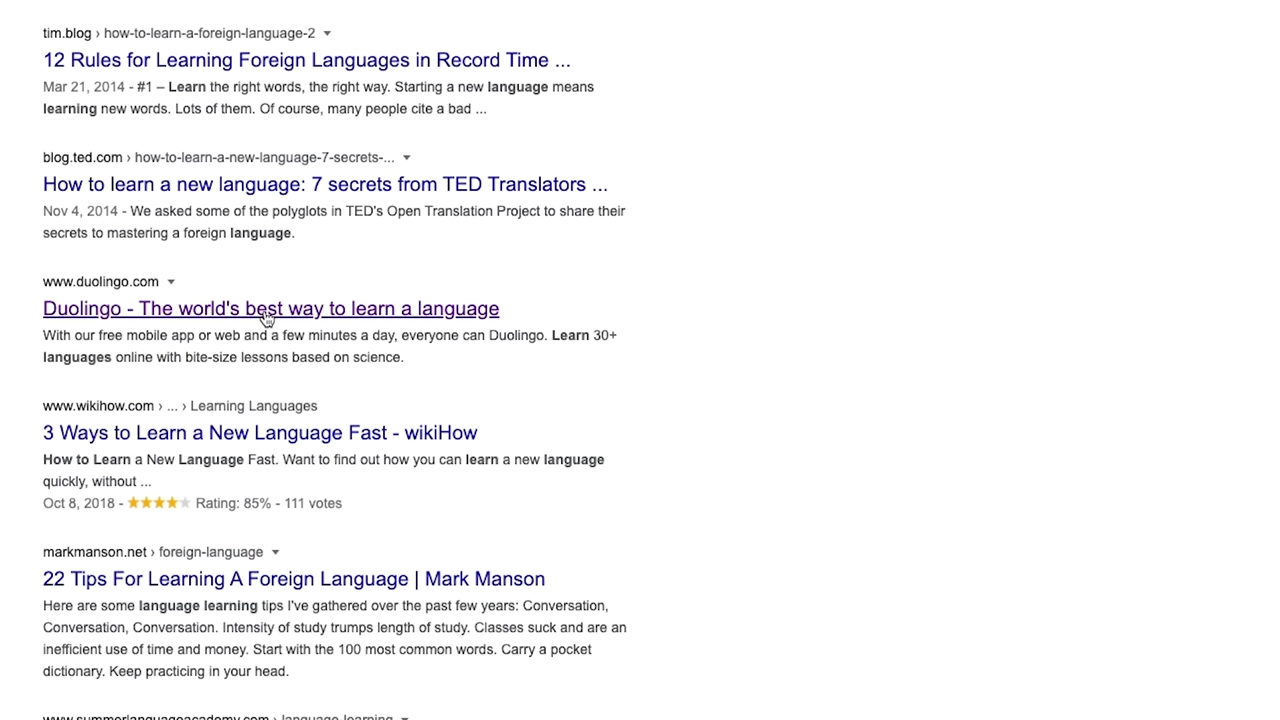 tim.blog › how-to-learn-a-foreign-language-2
12 Rules for Learning Foreign Languages in Record Time ...
Mar 21, 2014 - #1 – Learn the right words, the right way. Starting a new language means
learning new words. Lots of them. Of course, many people cite a bad ...
blog.ted.com › how-to-learn-a-new-language-7-secrets-...
How to learn a new language: 7 secrets from TED Translators ...
Nov 4, 2014 - We asked some of the polyglots in TED's Open Translation Project to share their
secrets to mastering a foreign language.
www.duolingo.com
Duolingo - The world's best way to learn a language
With our free mobile app or web and a few minutes a day, everyone can Duolingo. Learn 30+
languages online with bite-size lessons based on science.
www.wikihow.com › ... › Learning Languages
3 Ways to Learn a New Language Fast - wikiHow
How to Learn a New Language Fast. Want to find out how you can learn a new language
quickly, without ...
Oct 8, 2018 - Rating: 85% - 111 votes
markmanson.net › foreign-language
22 Tips For Learning A Foreign Language | Mark Manson
Here are some language learning tips I've gathered over the past few years: Conversation,
Conversation, Conversation. Intensity of study trumps length of study. Classes suck and are an
inefficient use of time and money. Start with the 100 most common words. Carry a pocket
dictionary. Keep practicing in your head.
www.summerlanguageacademy.com › language-learning